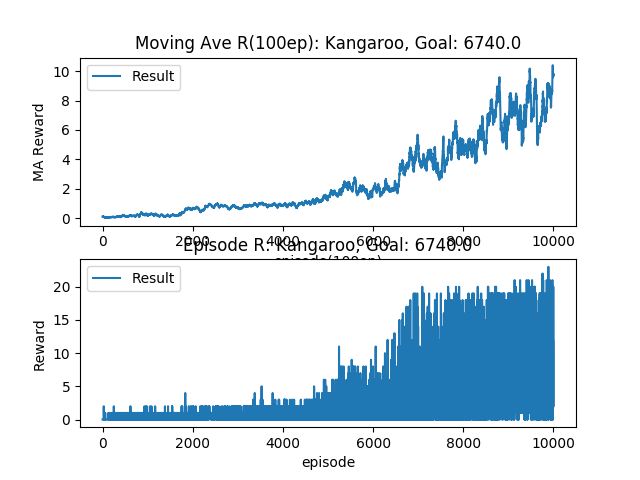 Moving Ave R(100ep): Kangaroo, Goal: 6740.0
Result
MA Reward
10
8
6
4
2
0
0 2000 4000 6000 8000 10000
episode(100ep)
Episode R: Kangaroo, Goal: 6740.0
Result
Reward
20
15
10
5
0
0 2000 4000 6000 8000 10000
episode